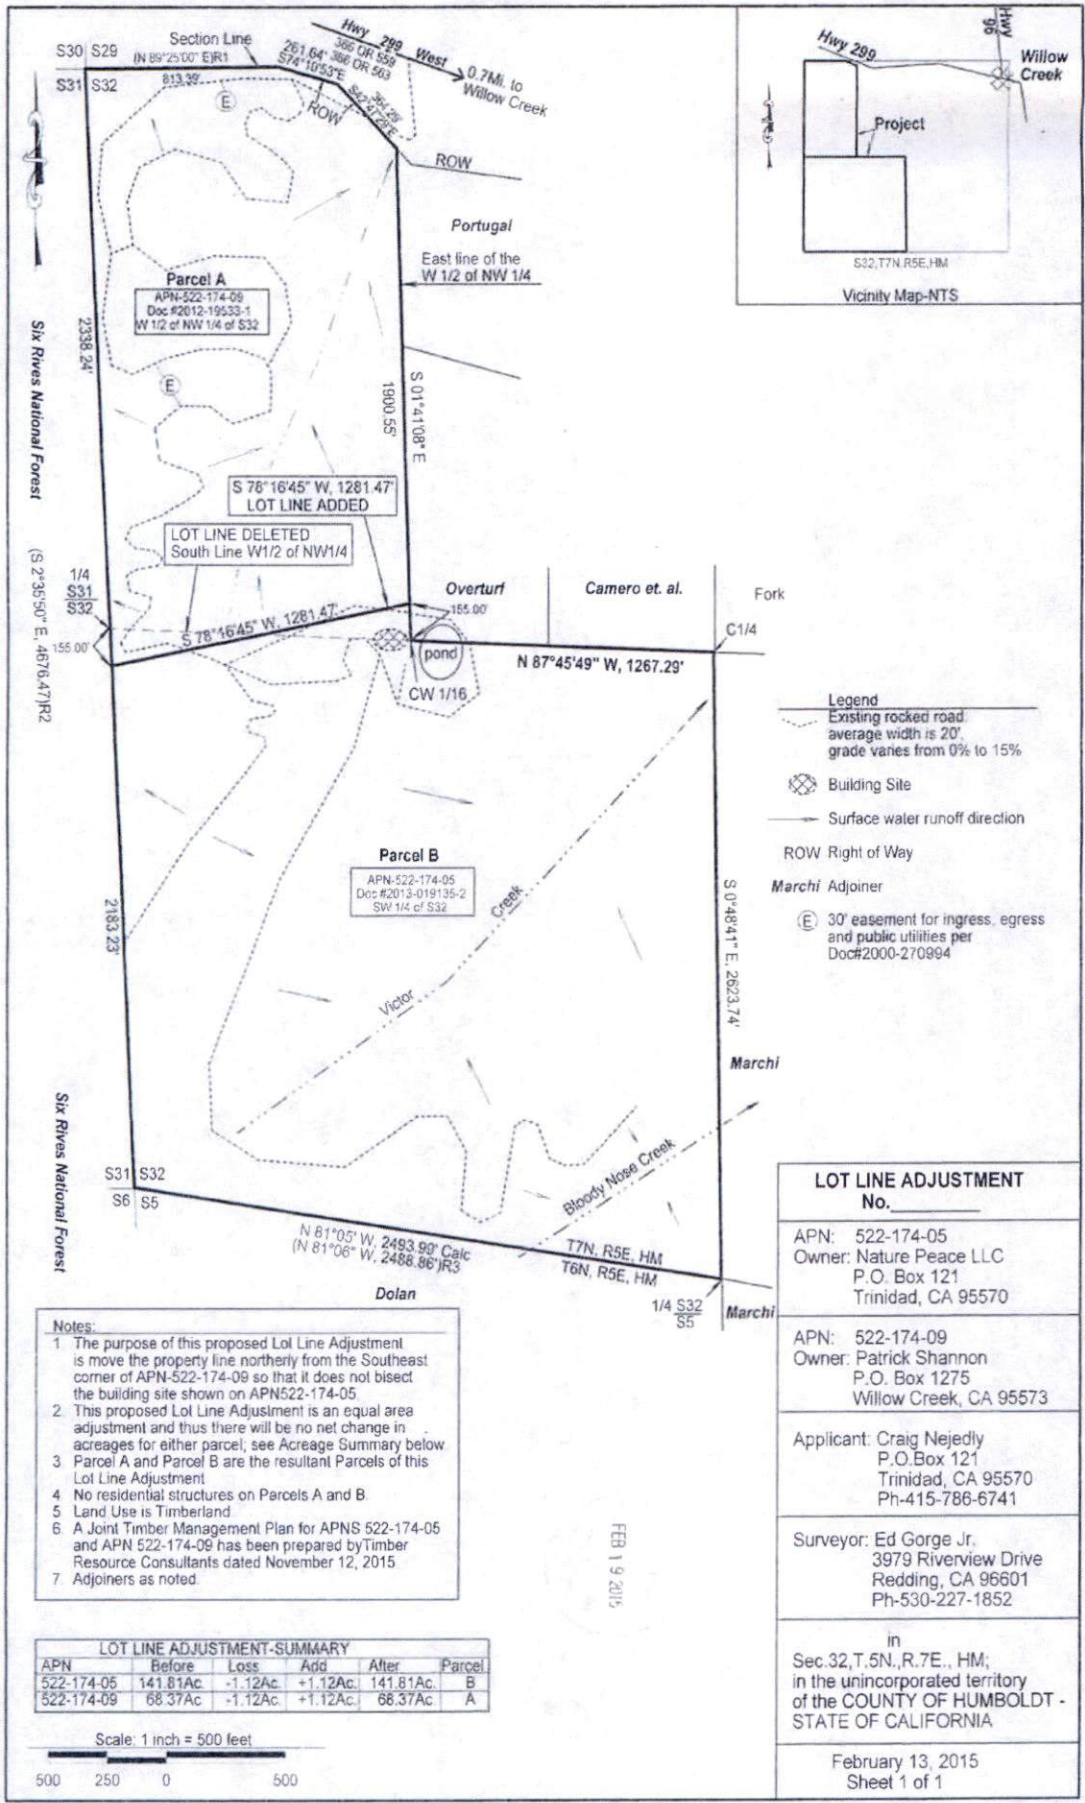 S30 S29
S31 S32
Section Line
(N 89°25'00" E)R1
813.39'
261.64'
S74°10'53"E
366 OR 559
366 OR 563
Hwy 299 West
0.7Mi. to
Willow Creek
364.29'
S42°47'25"E
ROW
ROW
E
Portugal
East line of the
W 1/2 of NW 1/4
Parcel A
APN-522-174-09
Doc #2012-19533-1
W 1/2 of NW 1/4 of S32
E
2338.24'
Six Rives National Forest
S 01°41'08" E
1900.55'
S 78°16'45" W, 1281.47'
LOT LINE ADDED
LOT LINE DELETED
South Line W1/2 of NW1/4
(S 2°35'50" E, 4676.47)R2
1/4
S31
S32
155.00'
S 78°16'45" W, 1281.47'
Overturf
Camero et. al.
Fork
155.00'
C1/4
pond
N 87°45'49" W, 1267.29'
CW 1/16
Parcel B
APN-522-174-05
Doc #2013-019135-2
SW 1/4 of S32
2183.23'
Creek
Victor
S 0°48'41" E, 2623.74'
Marchi
Six Rives National Forest
S31 S32
S6 S5
Bloody Nose Creek
N 81°05' W, 2493.99' Calc
(N 81°06" W, 2488.86')R3
T7N, R5E, HM
T6N, R5E, HM
Dolan
1/4 S32
S5
Marchi
Hwy 299
Hwy
96
Willow
Creek
Project
S32,T7N,R5E,HM
Vicinity Map-NTS
Legend
Existing rocked road,
average width is 20',
grade varies from 0% to 15%
Building Site
Surface water runoff direction
ROW Right of Way
Marchi Adjoiner
E 30' easement for ingress, egress
and public utilities per
Doc#2000-270994
Notes:
1 The purpose of this proposed Lot Line Adjustment
is move the property line northerly from the Southeast
corner of APN-522-174-09 so that it does not bisect
the building site shown on APN522-174-05.
2. This proposed Lot Line Adjustment is an equal area
adjustment and thus there will be no net change in
acreages for either parcel; see Acreage Summary below
3 Parcel A and Parcel B are the resultant Parcels of this
Lot Line Adjustment
4 No residential structures on Parcels A and B.
5 Land Use is Timberland
6. A Joint Timber Management Plan for APNS 522-174-05
and APN 522-174-09 has been prepared byTimber
Resource Consultants dated November 12, 2015
7. Adjoiners as noted.
LOT LINE ADJUSTMENT-SUMMARY
APN Before Loss Add After Parcel
522-174-05 141.81Ac. -1.12Ac. +1.12Ac. 141.81Ac. B
522-174-09 68.37Ac. -1.12Ac. +1.12Ac. 68.37Ac. A
Scale: 1 inch = 500 feet
500 250 0 500
FEB 19 2015
LOT LINE ADJUSTMENT
No.
APN: 522-174-05
Owner: Nature Peace LLC
P.O. Box 121
Trinidad, CA 95570
APN: 522-174-09
Owner: Patrick Shannon
P.O. Box 1275
Willow Creek, CA 95573
Applicant: Craig Nejedly
P.O.Box 121
Trinidad, CA 95570
Ph-415-786-6741
Surveyor: Ed Gorge Jr.
3979 Riverview Drive
Redding, CA 96601
Ph-530-227-1852
in
Sec.32,T.5N.,R.7E., HM;
in the unincorporated territory
of the COUNTY OF HUMBOLDT -
STATE OF CALIFORNIA
February 13, 2015
Sheet 1 of 1